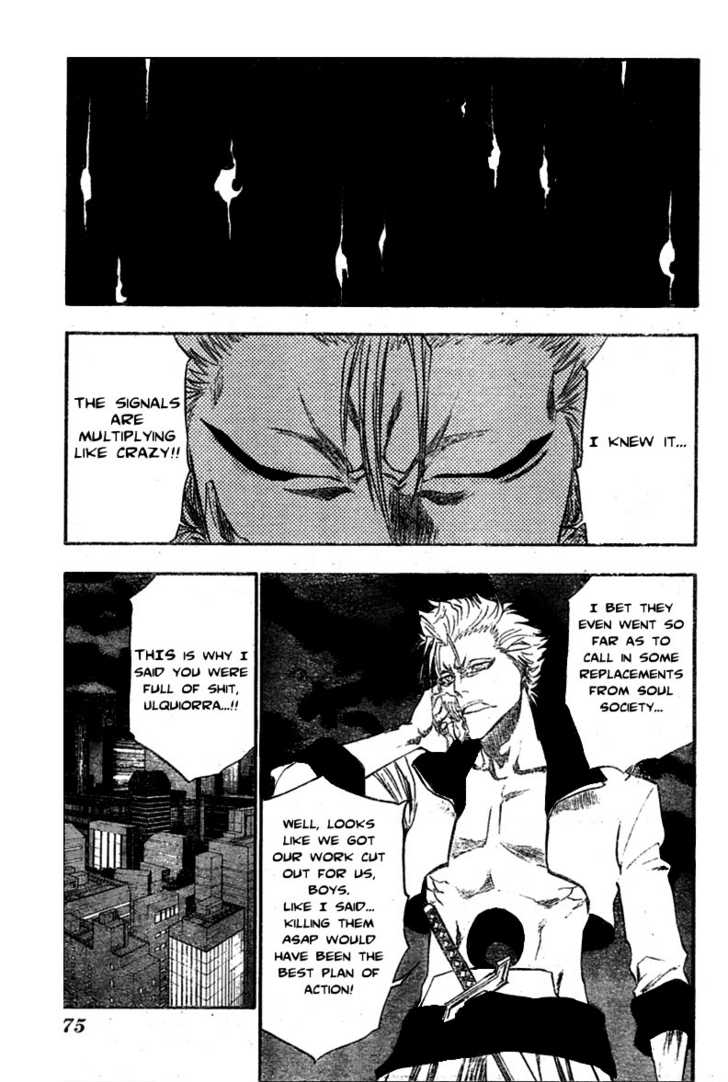 I KNEW IT...
THE SIGNALS
ARE
MULTIPLYING
LIKE CRAZY!!
I BET THEY
EVEN WENT SO
FAR AS TO
CALL IN SOME
REPLACEMENTS
FROM SOUL
SOCIETY...
WELL, LOOKS
LIKE WE GOT
OUR WORK CUT
OUT FOR US,
BOYS.
LIKE I SAID...
KILLING THEM
ASAP WOULD
HAVE BEEN THE
BEST PLAN OF
ACTION!
THIS IS WHY I
SAID YOU WERE
FULL OF SHIT,
ULQUIORRA...!!
75